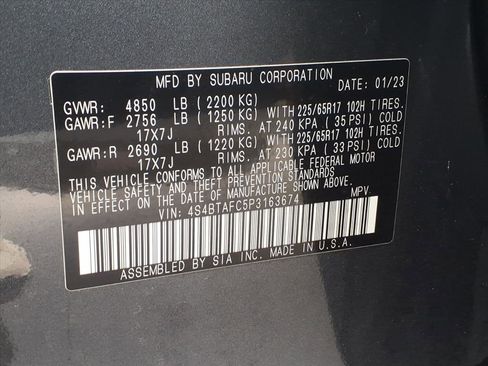 MFD BY SUBARU CORPORATION
DATE: 01/23
GVWR: 4850 LB ( 2200 KG)
GAWR:F 2756 LB ( 1250 KG) WITH 225/65R17 102H TIRES.
17X7J RIMS. AT 240 KPA ( 35 PSI) COLD
GAWR:R 2690 LB ( 1220 KG) WITH 225/65R17 102H TIRES.
17X7J RIMS. AT 230 KPA ( 33 PSI) COLD
THIS VEHICLE CONFORMS TO ALL APPLICABLE FEDERAL MOTOR
VEHICLE SAFETY AND THEFT PREVENTION STANDARDS IN EFFECT ON THE
DATE OF MANUFACTURE SHOWN ABOVE.
VIN: 4S4BTAFC5P3163674 MPV
ASSEMBLED BY SIA INC. MADE IN U.S.A.